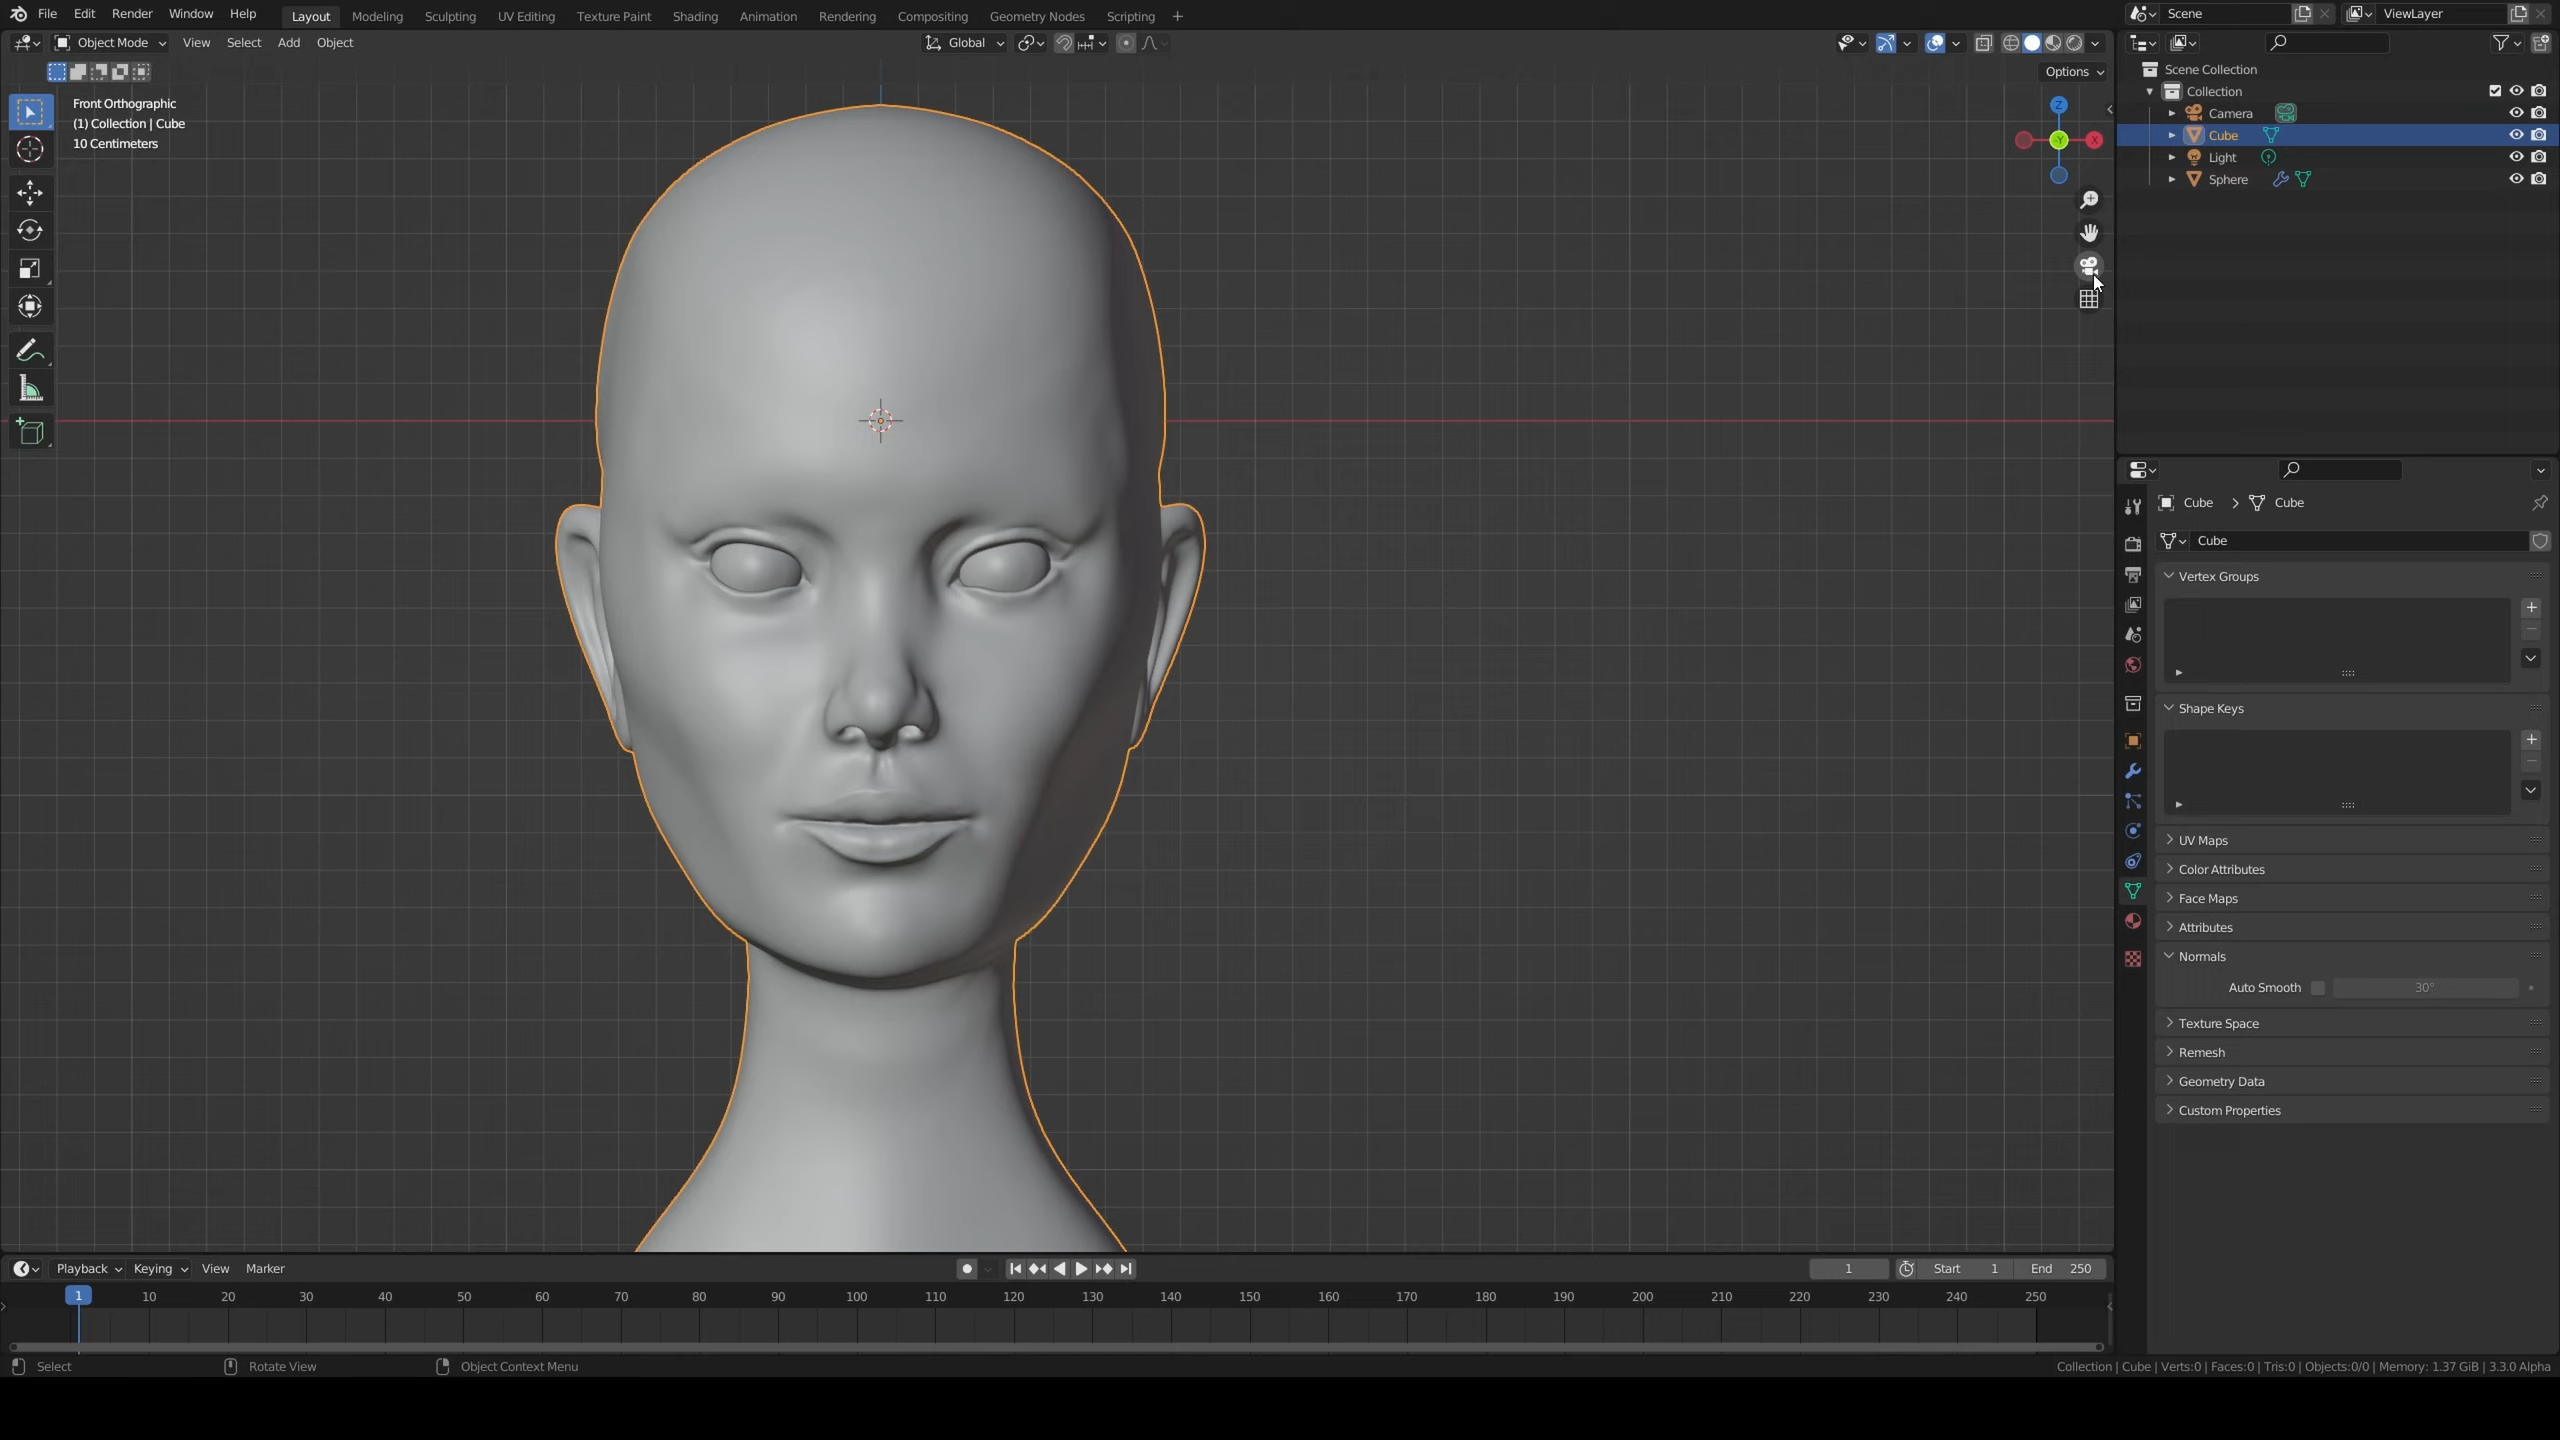 File Edit Render Window Help Layout Modeling Sculpting UV Editing Texture Paint Shading Animation Rendering Compositing Geometry Nodes Scripting + Scene ViewLayer
Object Mode View Select Add Object Global
Options
Front Orthographic
(1) Collection | Cube
10 Centimeters
Z
Y
X
Scene Collection
Collection
Camera
Cube
Light
Sphere
Cube > Cube
Cube
Vertex Groups
Shape Keys
UV Maps
Color Attributes
Face Maps
Attributes
Normals
Auto Smooth 30°
Texture Space
Remesh
Geometry Data
Custom Properties
Playback Keying View Marker 1 Start 1 End 250
1 10 20 30 40 50 60 70 80 90 100 110 120 130 140 150 160 170 180 190 200 210 220 230 240 250
Select Rotate View Object Context Menu Collection | Cube | Verts:0 | Faces:0 | Tris:0 | Objects:0/0 | Memory: 1.37 GiB | 3.3.0 Alpha